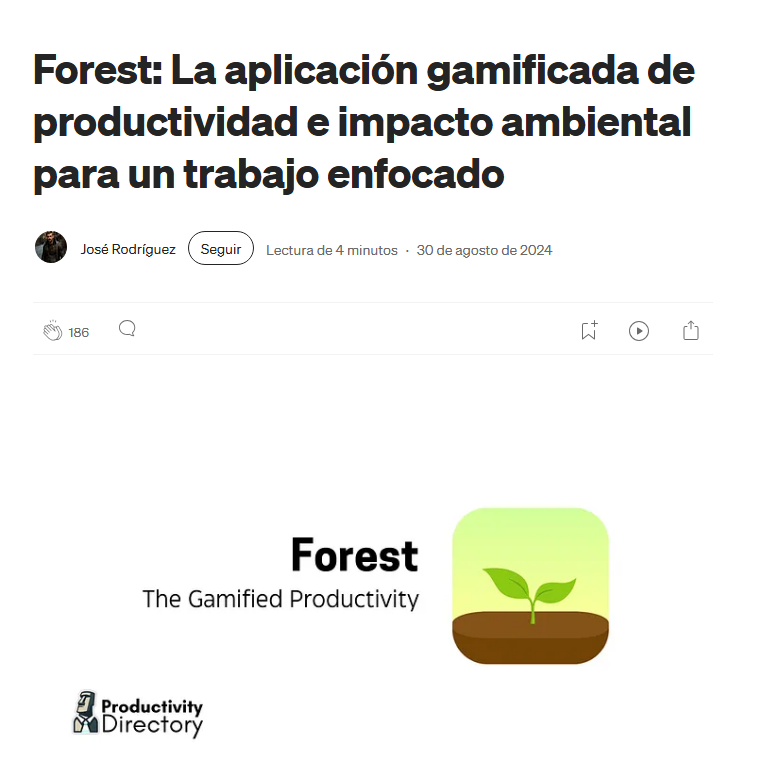 Forest: La aplicación gamificada de
productividad e impacto ambiental
para un trabajo enfocado
José Rodríguez
Seguir
Lectura de 4 minutos · 30 de agosto de 2024
186
Forest
The Gamified Productivity
Productivity
Directory